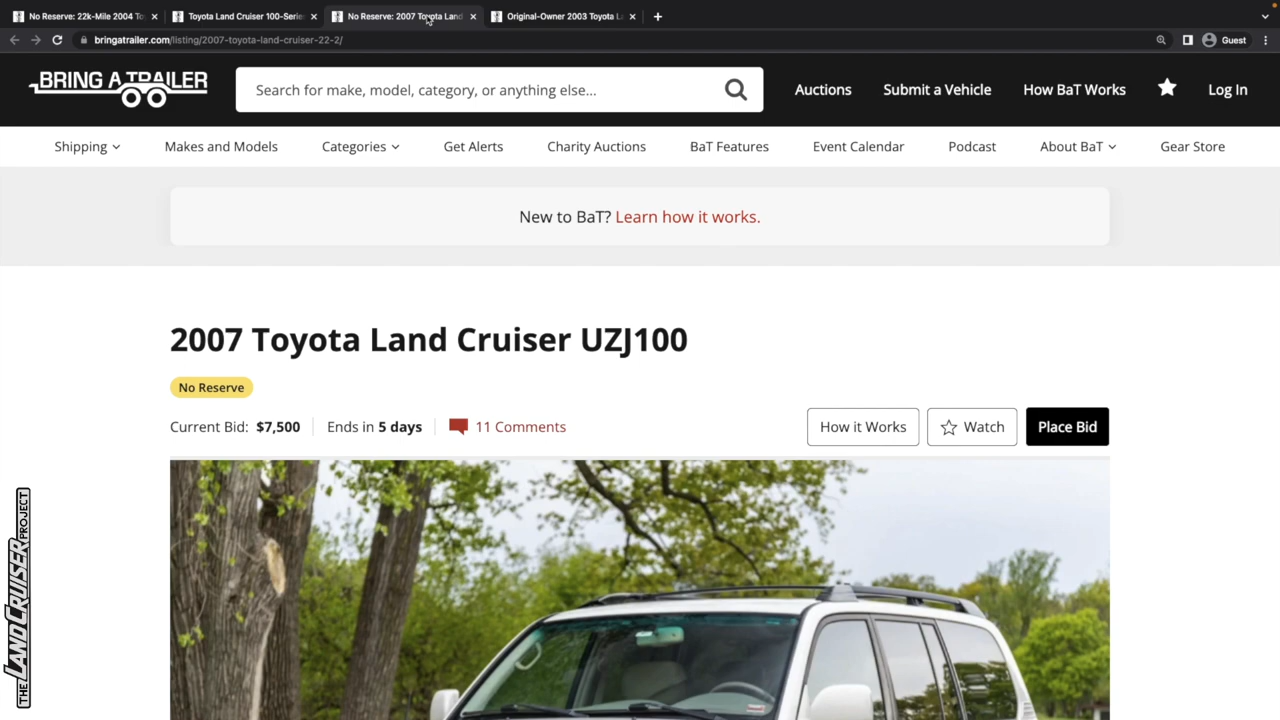 No Reserve: 22k-Mile 2004 To
Toyota Land Cruiser 100-Serie
No Reserve: 2007 Toyota Land
Original-Owner 2003 Toyota L
bringatrailer.com/listing/2007-toyota-land-cruiser-22-2/
Guest
BRING A TRAILER
Search for make, model, category, or anything else...
Auctions
Submit a Vehicle
How BaT Works
Log In
Shipping
Makes and Models
Categories
Get Alerts
Charity Auctions
BaT Features
Event Calendar
Podcast
About BaT
Gear Store
New to BaT? Learn how it works.
2007 Toyota Land Cruiser UZJ100
No Reserve
Current Bid: $7,500
Ends in 5 days
11 Comments
How it Works
Watch
Place Bid
THE LAND CRUISER PROJECT